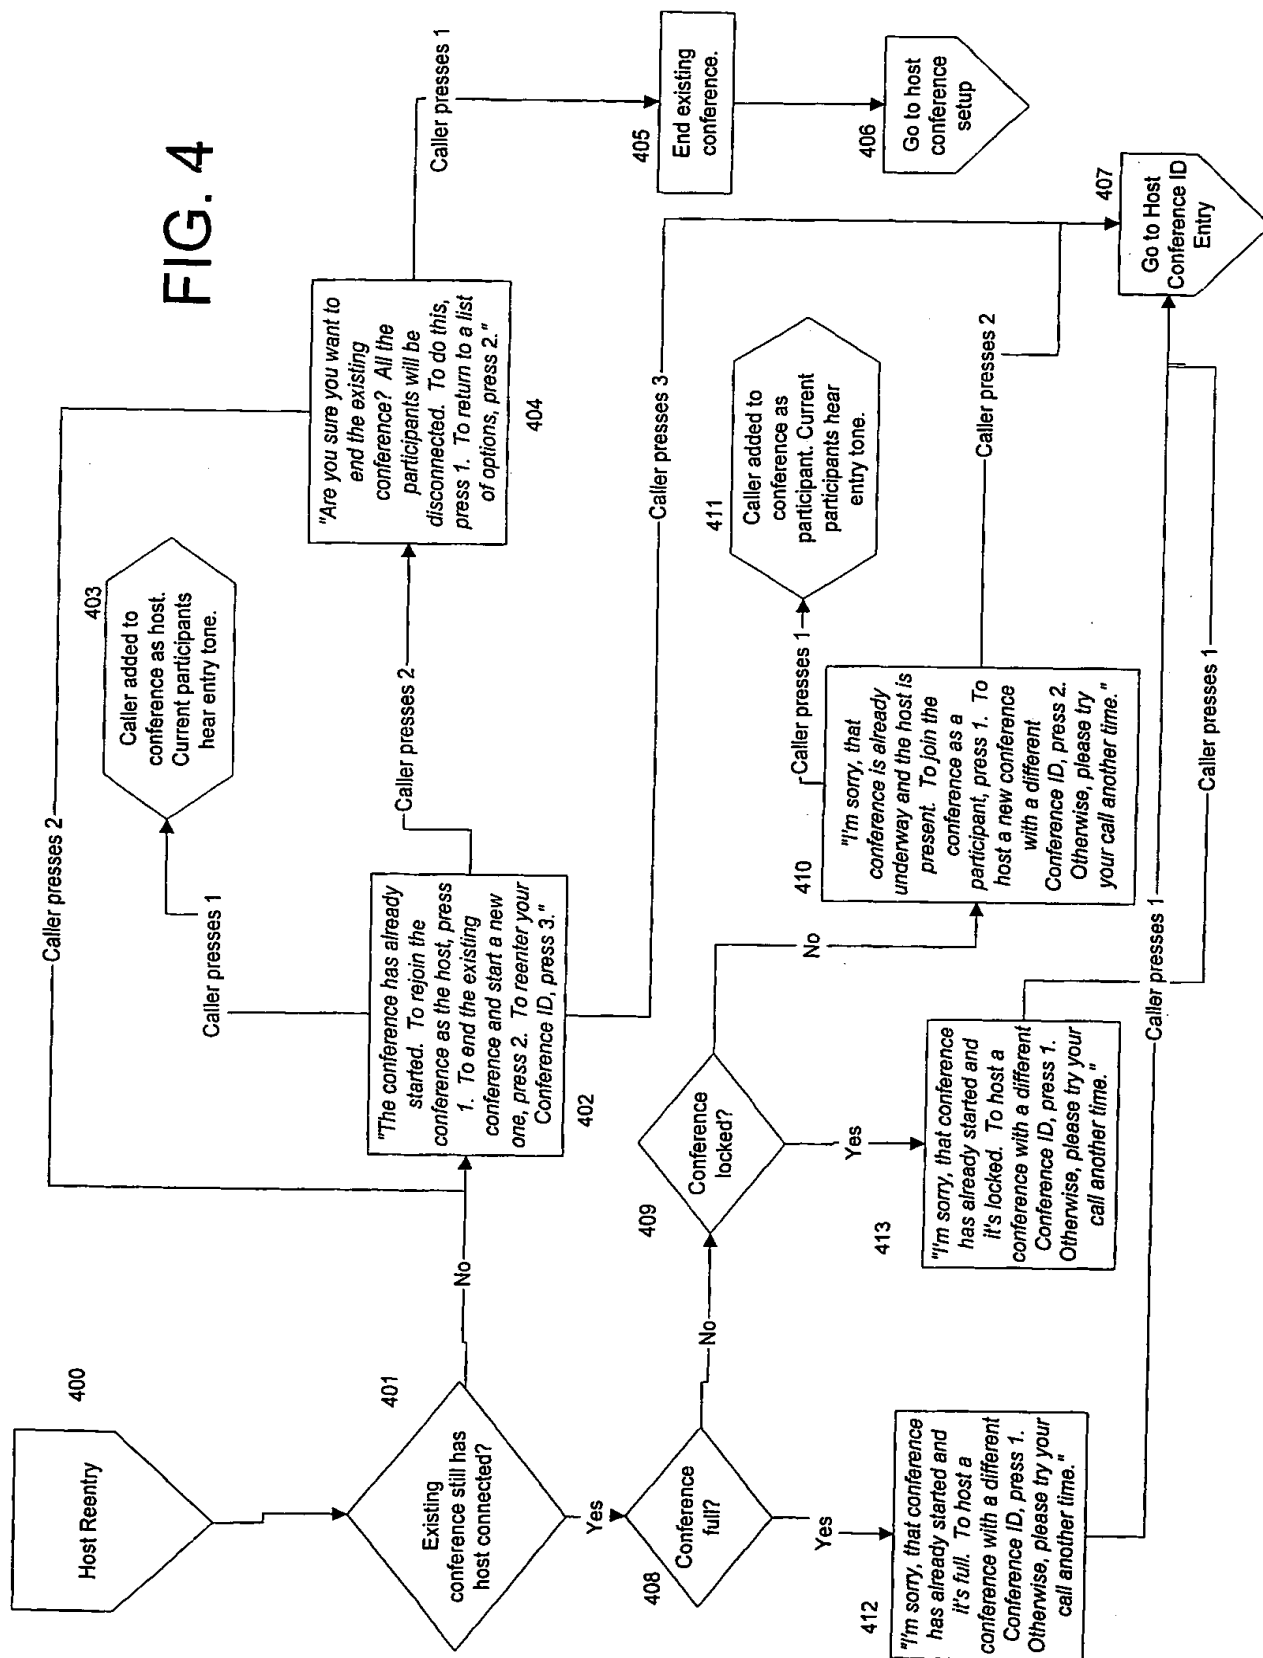 FIG. 4
400
Host Reentry
401
Existing
conference still has
host connected?
No
Yes
402
"The conference has already
started. To rejoin the
conference as the host, press
1. To end the existing
conference and start a new
one, press 2. To reenter your
Conference ID, press 3."
Caller presses 1
403
Caller added to
conference as host.
Current participants
hear entry tone.
Caller presses 2
404
"Are you sure you want to
end the existing
conference? All the
participants will be
disconnected. To do this,
press 1. To return to a list
of options, press 2."
Caller presses 2
Caller presses 1
405
End existing
conference.
406
Go to host
conference
setup
Caller presses 3
407
Go to Host
Conference ID
Entry
408
Conference
full?
No
Yes
409
Conference
locked?
No
Yes
410
"I'm sorry, that
conference is already
underway and the host is
present. To join the
conference as a
participant, press 1. To
host a new conference
with a different
Conference ID, press 2.
Otherwise, please try
your call another time."
Caller presses 1
411
Caller added to
conference as
participant. Current
participants hear
entry tone.
Caller presses 2
412
"I'm sorry, that conference
has already started and
it's full. To host a
conference with a different
Conference ID, press 1.
Otherwise, please try your
call another time."
Caller presses 1
413
"I'm sorry, that conference
has already started and
it's locked. To host a
conference with a different
Conference ID, press 1.
Otherwise, please try your
call another time."
Caller presses 1